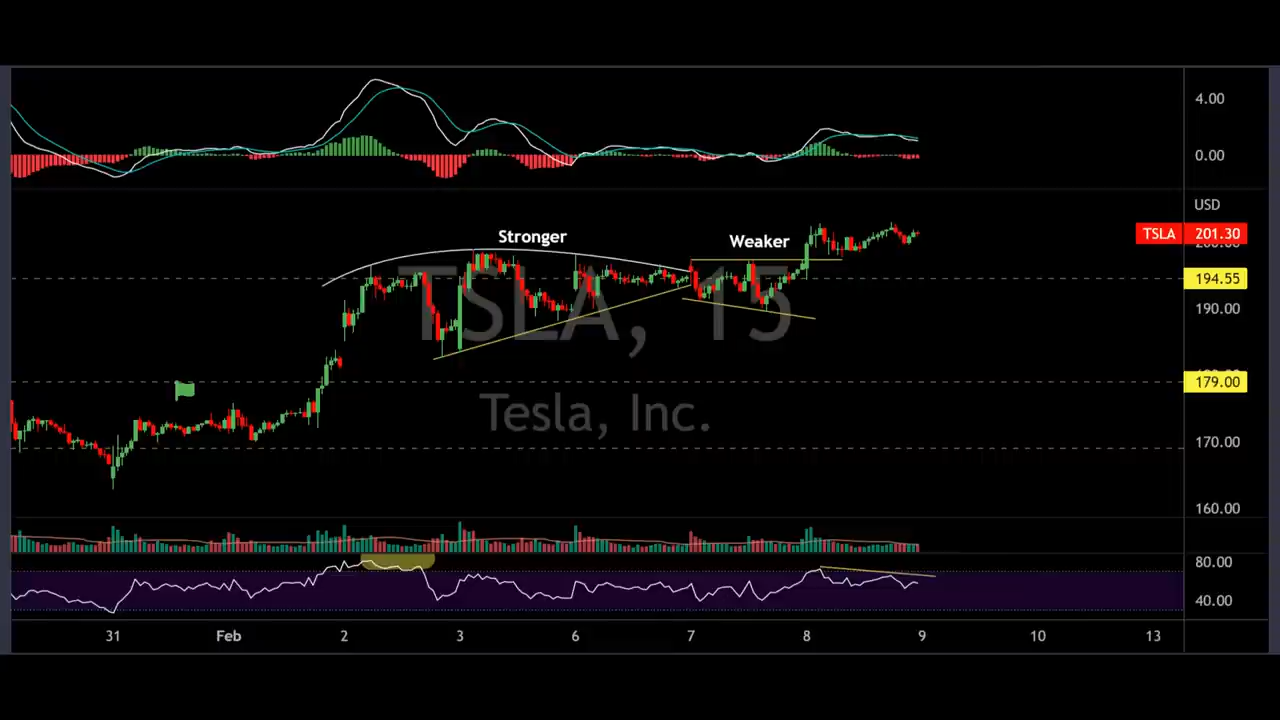 4.00
0.00
USD
Stronger
Weaker
TSLA 201.30
TSLA, 15
194.55
190.00
179.00
Tesla, Inc.
170.00
160.00
80.00
40.00
31 Feb 2 3 6 7 8 9 10 13